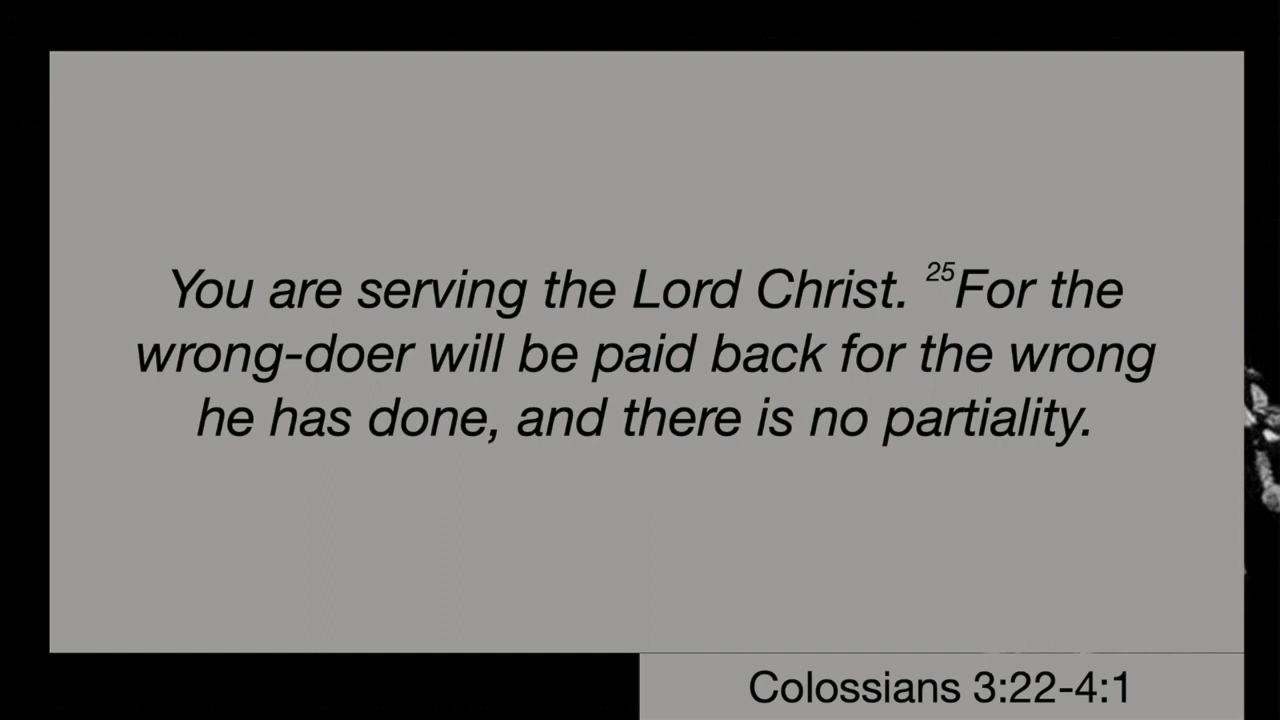 You are serving the Lord Christ. 25For the
wrong-doer will be paid back for the wrong
he has done, and there is no partiality.
Colossians 3:22-4:1